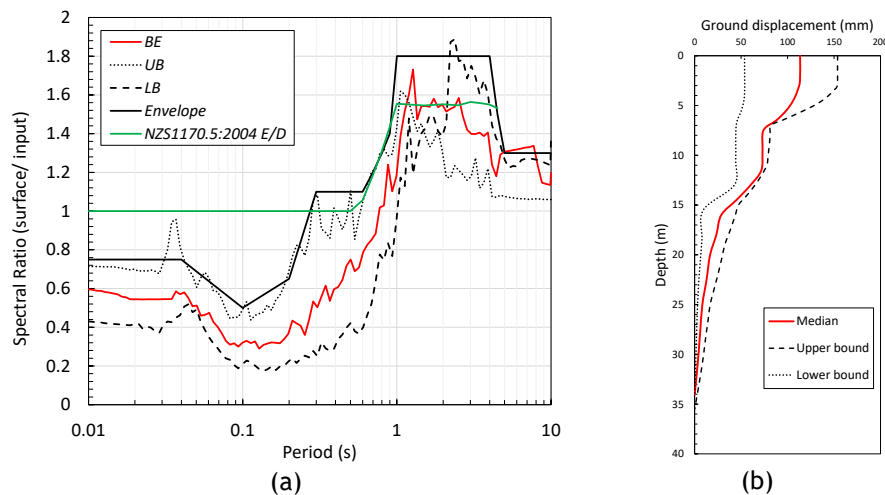 2
1.8
1.6
1.4
1.2
1
0.8
0.6
0.4
0.2
0
Spectral Ratio (surface/ input)
BE
UB
LB
Envelope
NZS1170.5:2004 E/D
0.01 0.1 1 10
Period (s)
(a)
Ground displacement (mm)
0 50 100 150 200
0
5
10
15
20
25
30
35
40
Depth (m)
Median
Upper bound
Lower bound
(b)